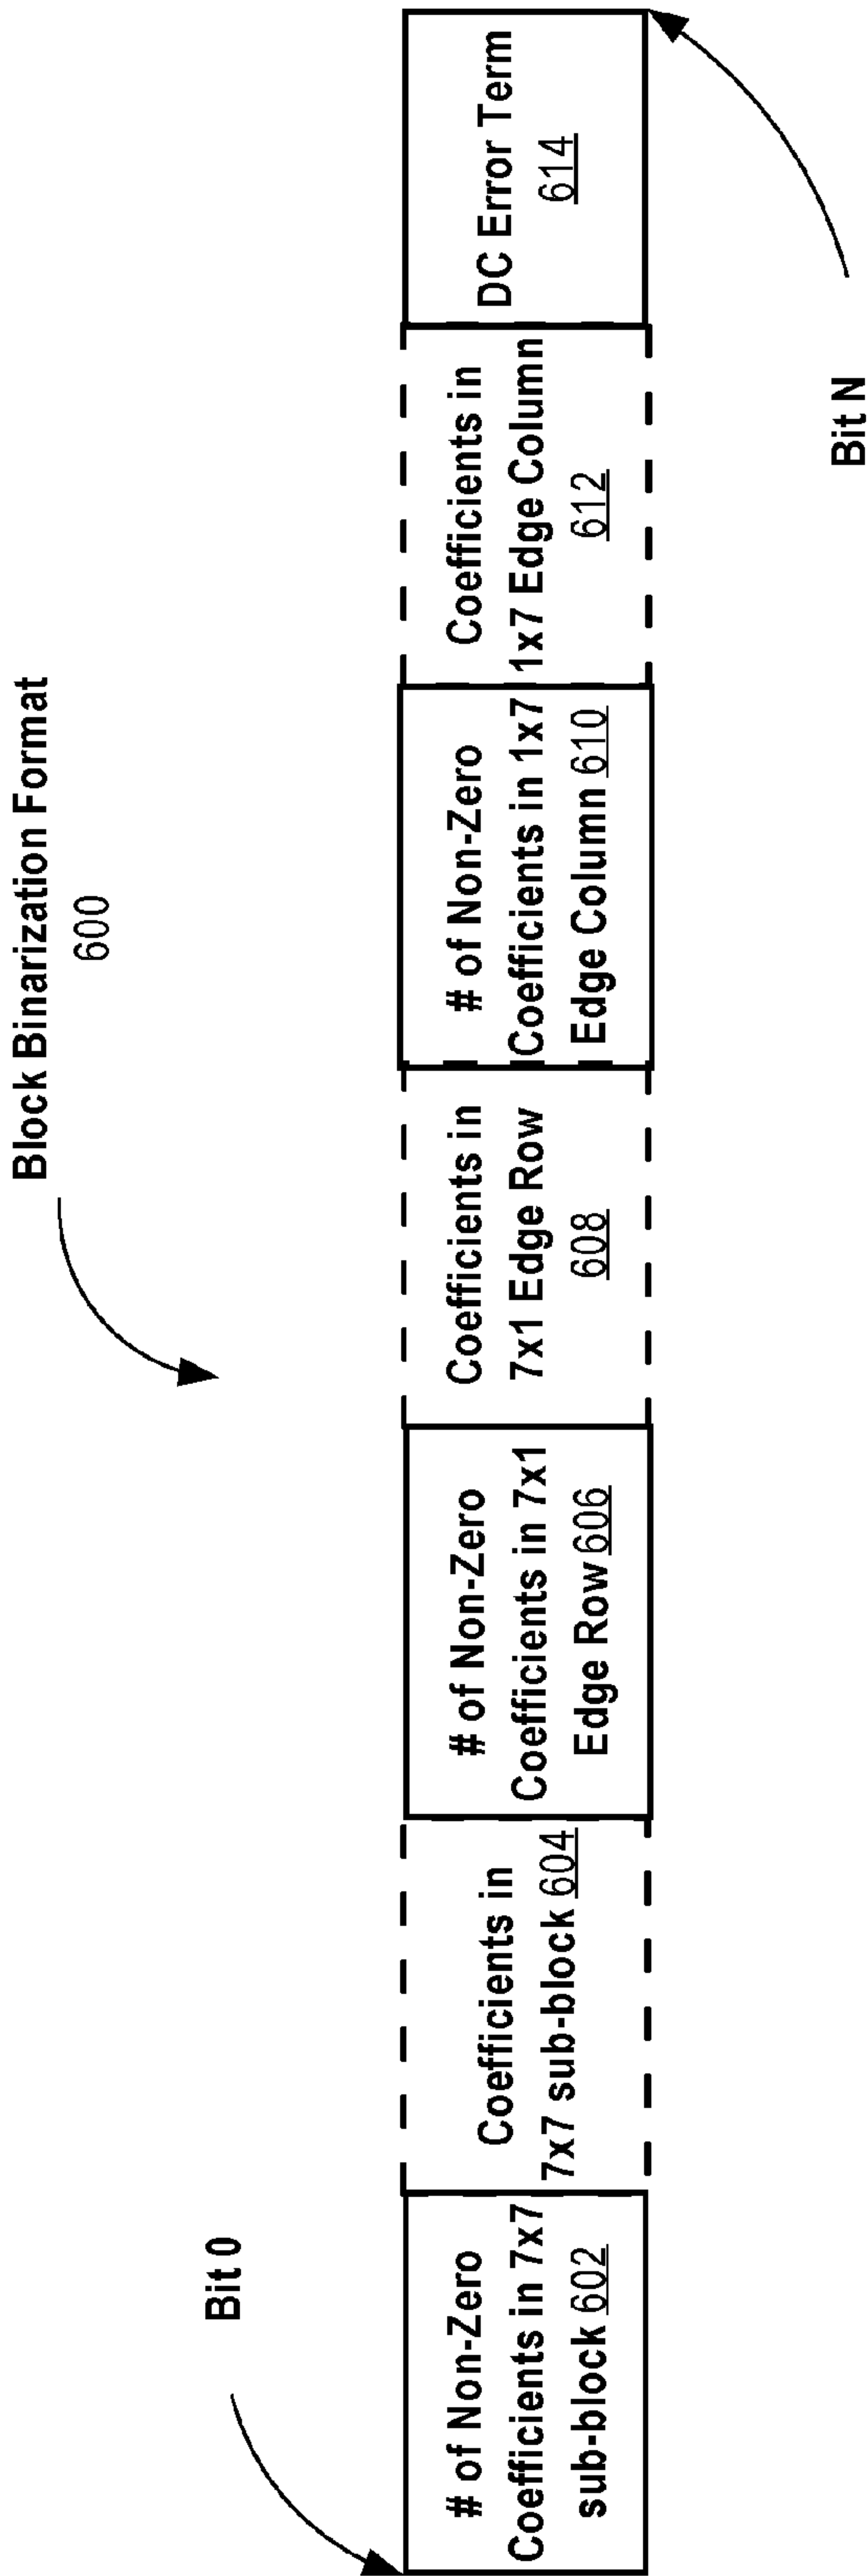 Block Binarization Format
600
Bit 0
# of Non-Zero
Coefficients in 7x7
sub-block 602
Coefficients in
7x7 sub-block 604
# of Non-Zero
Coefficients in 7x1
Edge Row 606
Coefficients in
7x1 Edge Row
608
# of Non-Zero
Coefficients in 1x7
Edge Column 610
Coefficients in
1x7 Edge Column
612
DC Error Term
614
Bit N